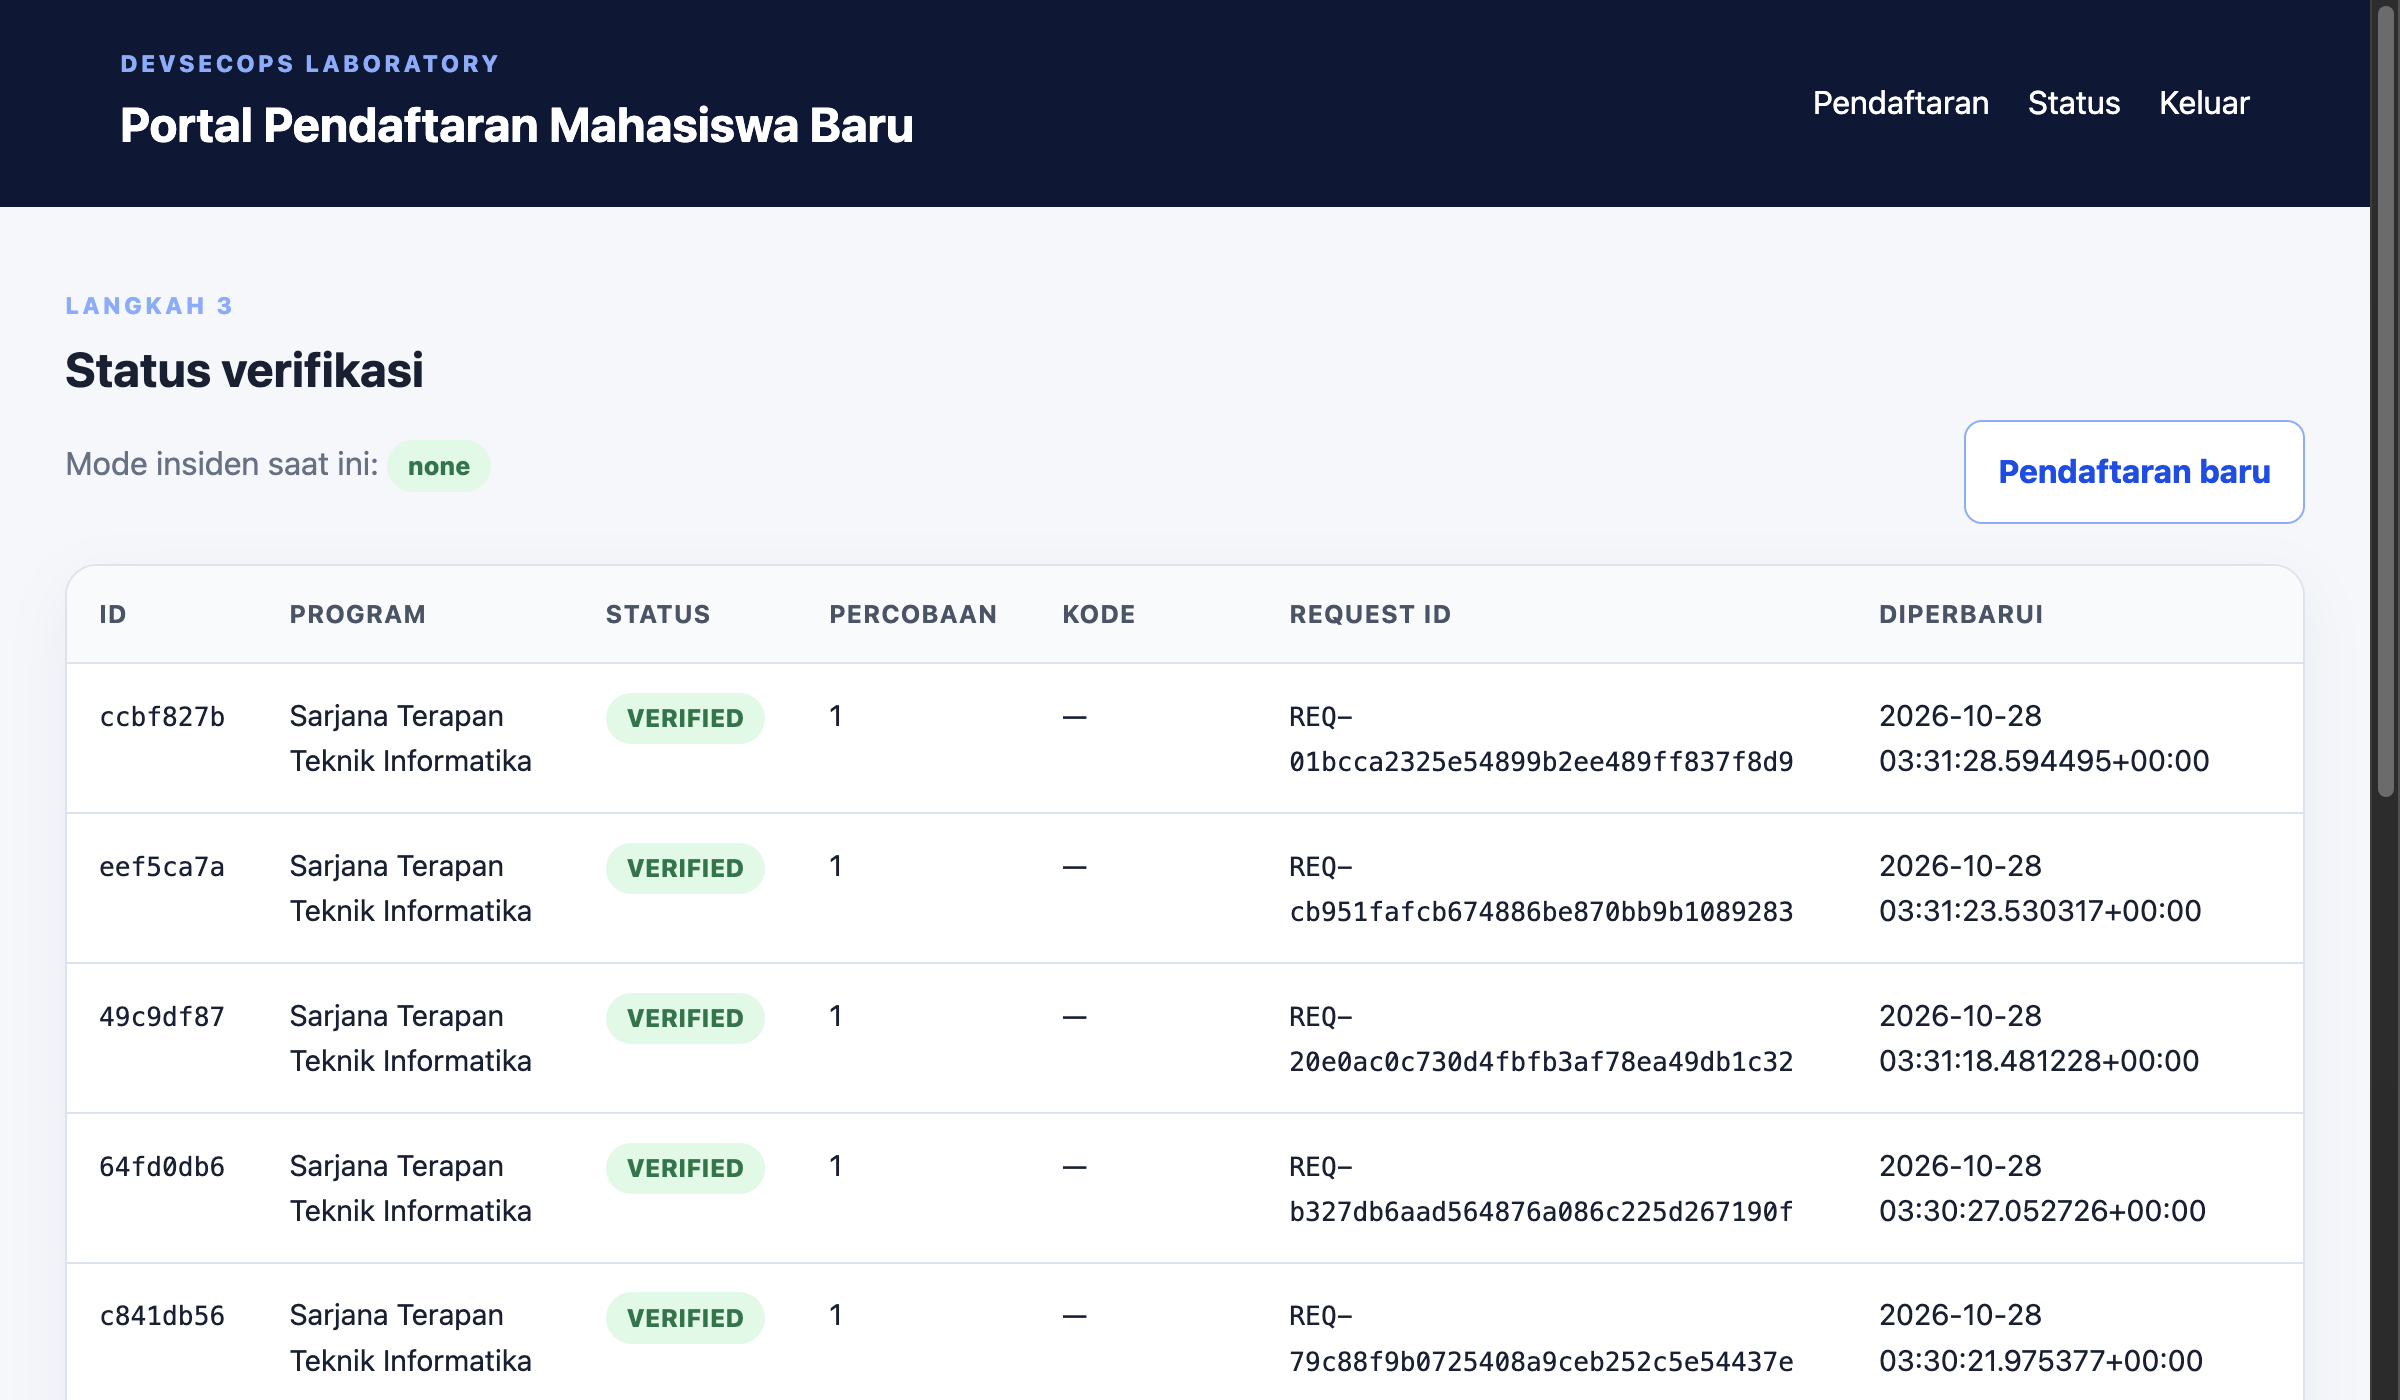 DEVSECOPS LABORATORY
Portal Pendaftaran Mahasiswa Baru
Pendaftaran Status Keluar
LANGKAH 3
Status verifikasi
Mode insiden saat ini: none
Pendaftaran baru
ID PROGRAM STATUS PERCOBAAN KODE REQUEST ID DIPERBARUI
ccbf827b Sarjana Terapan VERIFIED 1 — REQ- 2026-10-28
Teknik Informatika 01bcca2325e54899b2ee489ff837f8d9 03:31:28.594495+00:00
eef5ca7a Sarjana Terapan VERIFIED 1 — REQ- 2026-10-28
Teknik Informatika cb951fafcb674886be870bb9b1089283 03:31:23.530317+00:00
49c9df87 Sarjana Terapan VERIFIED 1 — REQ- 2026-10-28
Teknik Informatika 20e0ac0c730d4fbfb3af78ea49db1c32 03:31:18.481228+00:00
64fd0db6 Sarjana Terapan VERIFIED 1 — REQ- 2026-10-28
Teknik Informatika b327db6aad564876a086c225d267190f 03:30:27.052726+00:00
c841db56 Sarjana Terapan VERIFIED 1 — REQ- 2026-10-28
Teknik Informatika 79c88f9b0725408a9ceb252c5e54437e 03:30:21.975377+00:00